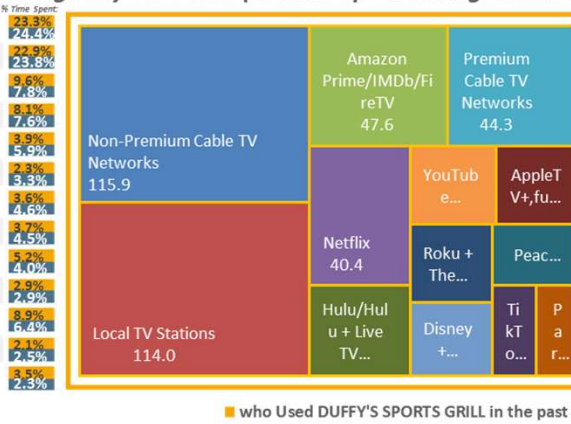 % Time Spent:
23.3%
24.4%
22.9%
23.8%
9.6%
7.8%
8.1%
7.6%
3.9%
5.9%
2.3%
3.3%
3.6%
4.6%
3.7%
4.5%
5.2%
4.0%
2.9%
2.9%
8.9%
6.4%
2.1%
2.5%
3.5%
2.3%
Non-Premium Cable TV
Networks
115.9
Local TV Stations
114.0
Amazon
Prime/IMDb/Fi
reTV
47.6
Premium
Cable TV
Networks
44.3
Netflix
40.4
YouTub
e...
AppleT
V+,fu...
Roku +
The...
Peac...
Hulu/Hul
u + Live
TV...
Disney
+...
Ti
kT
o...
P
a
r...
who Used DUFFY'S SPORTS GRILL in the past